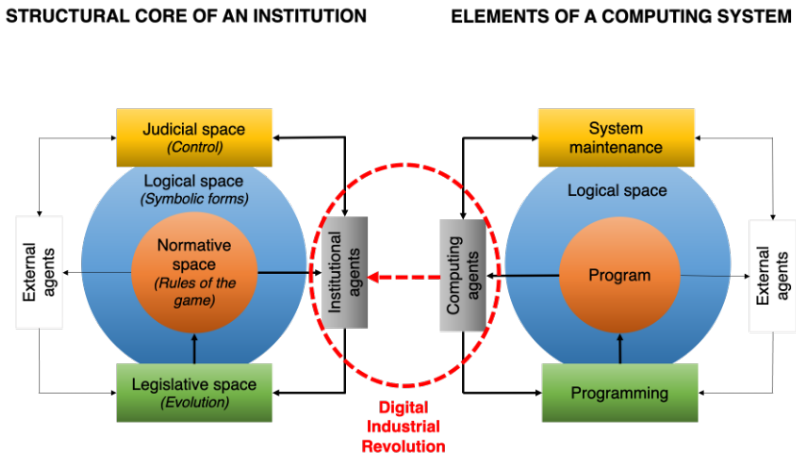 STRUCTURAL CORE OF AN INSTITUTION
ELEMENTS OF A COMPUTING SYSTEM
Judicial space
(Control)
Logical space
(Symbolic forms)
Normative
space
(Rules of the
game)
External
agents
Institutional
agents
Legislative space
(Evolution)
Digital
Industrial
Revolution
System
maintenance
Logical space
Computing
agents
Program
External
agents
Programming